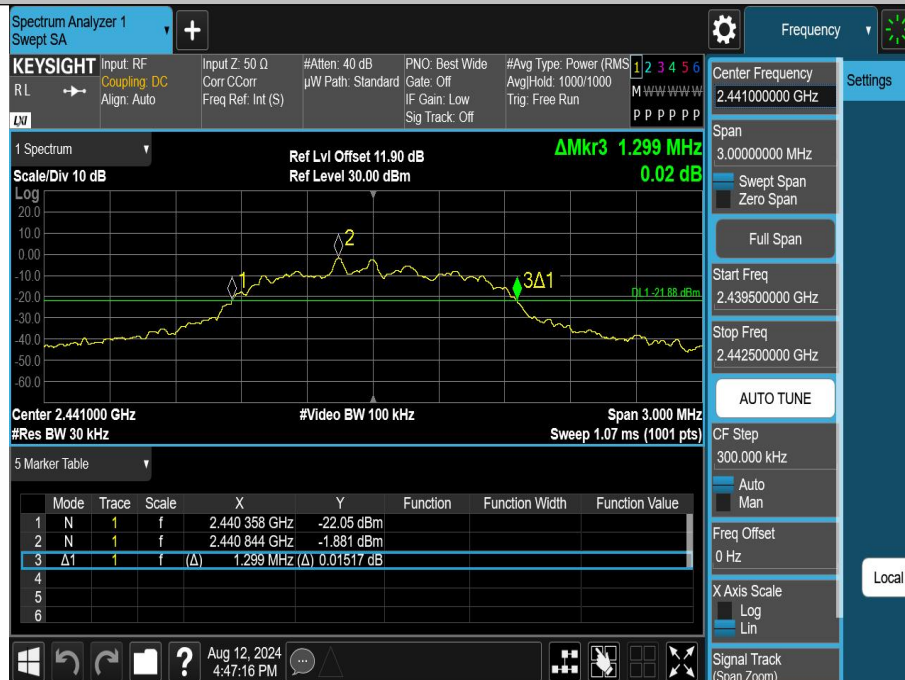 Spectrum Analyzer 1
Swept SA
+
Frequency
KEYSIGHT
RL
LXI
Input: RF
Coupling: DC
Align: Auto
Input Z: 50 Ω
Corr CCorr
Freq Ref: Int (S)
#Atten: 40 dB
µW Path: Standard
PNO: Best Wide
Gate: Off
IF Gain: Low
Sig Track: Off
#Avg Type: Power (RMS
Avg|Hold: 1000/1000
Trig: Free Run
1 2 3 4 5 6
M W W W W W
P P P P P P
1 Spectrum
Scale/Div 10 dB
Ref Lvl Offset 11.90 dB
Ref Level 30.00 dBm
ΔMkr3 1.299 MHz
0.02 dB
Log
20.0
10.0
0.00
-10.0
-20.0
-30.0
-40.0
-50.0
-60.0
1
2
3Δ1
DL1 -21.88 dBm
Center 2.441000 GHz
#Video BW 100 kHz
Span 3.000 MHz
#Res BW 30 kHz
Sweep 1.07 ms (1001 pts)
5 Marker Table
Mode Trace Scale X Y Function Function Width Function Value
1 N 1 f 2.440 358 GHz -22.05 dBm
2 N 1 f 2.440 844 GHz -1.881 dBm
3 Δ1 1 f (Δ) 1.299 MHz (Δ) 0.01517 dB
4
5
6
?
Aug 12, 2024
4:47:16 PM
Center Frequency
2.441000000 GHz
Span
3.00000000 MHz
Swept Span
Zero Span
Full Span
Start Freq
2.439500000 GHz
Stop Freq
2.442500000 GHz
AUTO TUNE
CF Step
300.000 kHz
Auto
Man
Freq Offset
0 Hz
X Axis Scale
Log
Lin
Signal Track
(Span Zoom)
Settings
Local